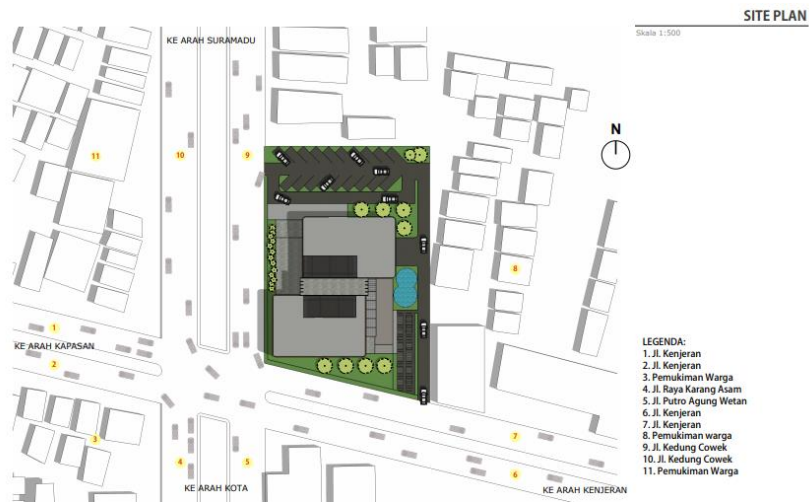 SITE PLAN
Skala 1:500
KE ARAH SURAMADU
N
11
10
9
8
1
KE ARAH KAPASAN
2
3
4
5
7
6
KE ARAH KOTA
KE ARAH KENJERAN
LEGENDA:
1. Jl. Kenjeran
2. Jl. Kenjeran
3. Pemukiman Warga
4. Jl. Raya Karang Asam
5. Jl. Putro Agung Wetan
6. Jl. Kenjeran
7. Jl. Kenjeran
8. Pemukiman warga
9. Jl. Kedung Cowek
10. Jl. Kedung Cowek
11. Pemukiman Warga